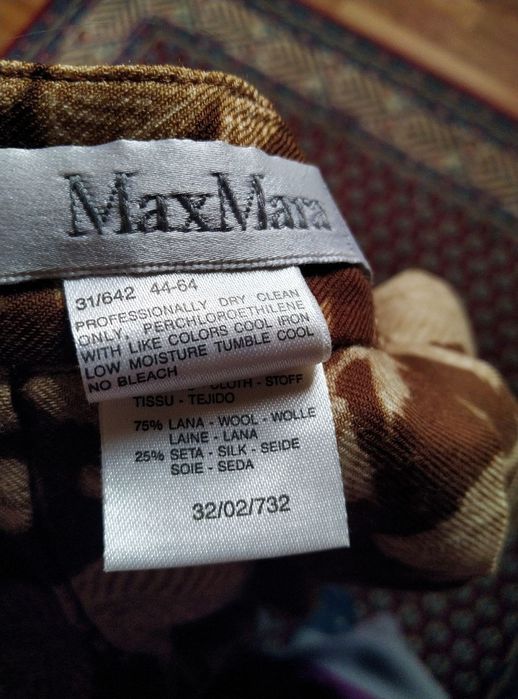 MaxMara
31/642 44-64
PROFESSIONALLY DRY CLEAN
ONLY. PERCHLOROETHILENE
WITH LIKE COLORS COOL IRON
LOW MOISTURE TUMBLE COOL
NO BLEACH
CLOTH - STOFF
TISSU - TEJIDO
75% LANA - WOOL - WOLLE
LAINE - LANA
25% SETA - SILK - SEIDE
SOIE - SEDA
32/02/732